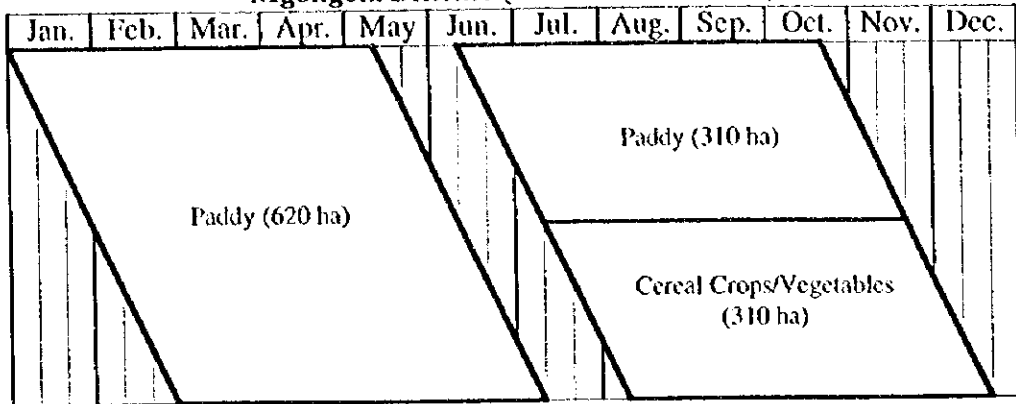 Jan. Feb. Mar. Apr. May Jun. Jul. Aug. Sep. Oct. Nov. Dec.
Paddy (310 ha)
Paddy (620 ha)
Cereal Crops/Vegetables
(310 ha)